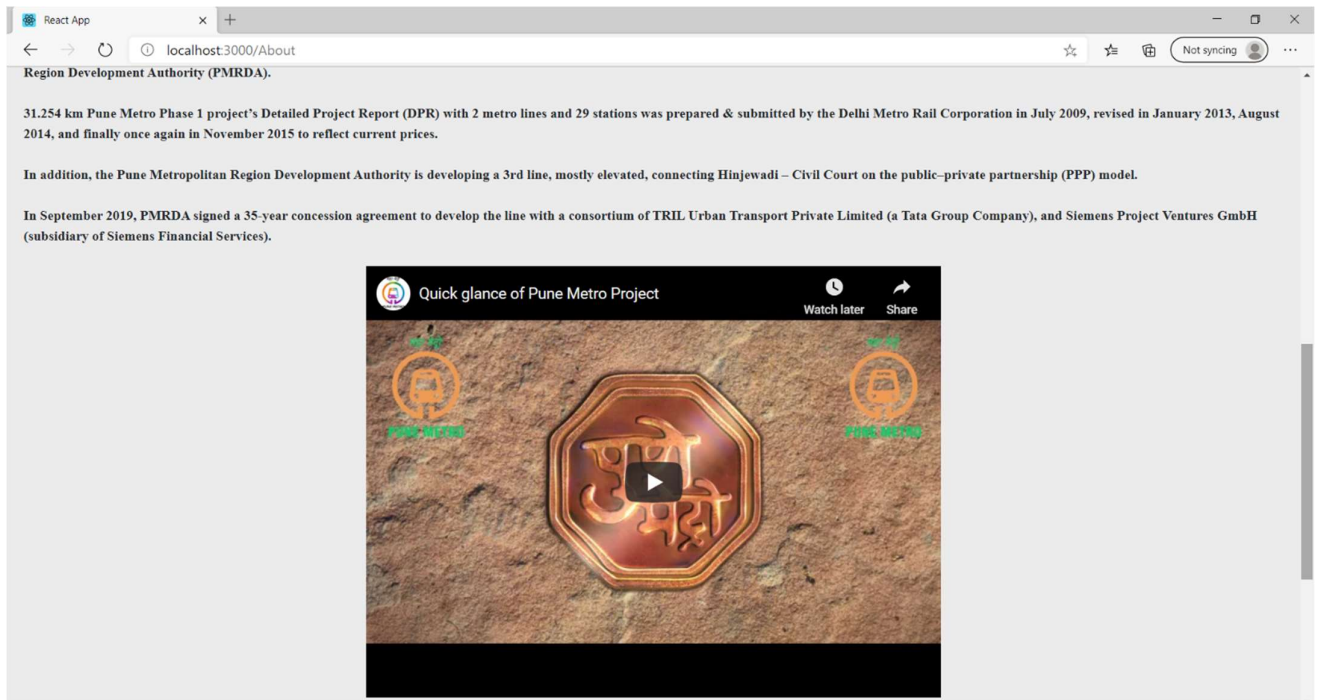 React App
localhost:3000/About
Not syncing
Region Development Authority (PMRDA).
31.254 km Pune Metro Phase 1 project’s Detailed Project Report (DPR) with 2 metro lines and 29 stations was prepared & submitted by the Delhi Metro Rail Corporation in July 2009, revised in January 2013, August
2014, and finally once again in November 2015 to reflect current prices.
In addition, the Pune Metropolitan Region Development Authority is developing a 3rd line, mostly elevated, connecting Hinjewadi – Civil Court on the public–private partnership (PPP) model.
In September 2019, PMRDA signed a 35-year concession agreement to develop the line with a consortium of TRIL Urban Transport Private Limited (a Tata Group Company), and Siemens Project Ventures GmbH
(subsidiary of Siemens Financial Services).
Quick glance of Pune Metro Project
Watch later
Share
PUNE METRO
PUNE METRO
पुणे
मेट्रो